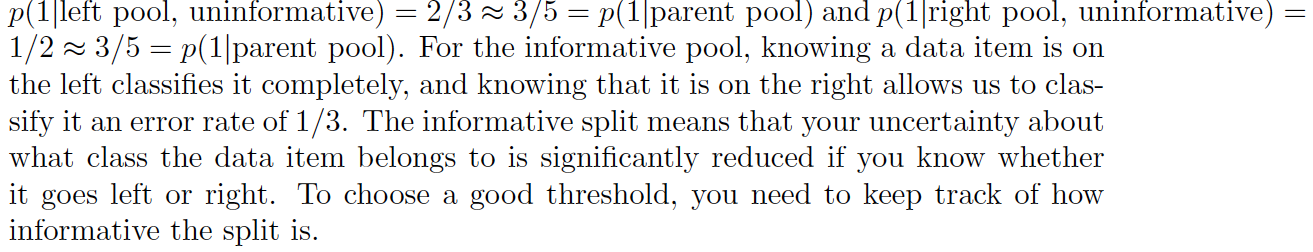 p(1|left pool, uninformative) = 2/3 ≈ 3/5 = p(1|parent pool) and p(1|right pool, uninformative) =
1/2 ≈ 3/5 = p(1|parent pool). For the informative pool, knowing a data item is on
the left classifies it completely, and knowing that it is on the right allows us to clas-
sify it an error rate of 1/3. The informative split means that your uncertainty about
what class the data item belongs to is significantly reduced if you know whether
it goes left or right. To choose a good threshold, you need to keep track of how
informative the split is.